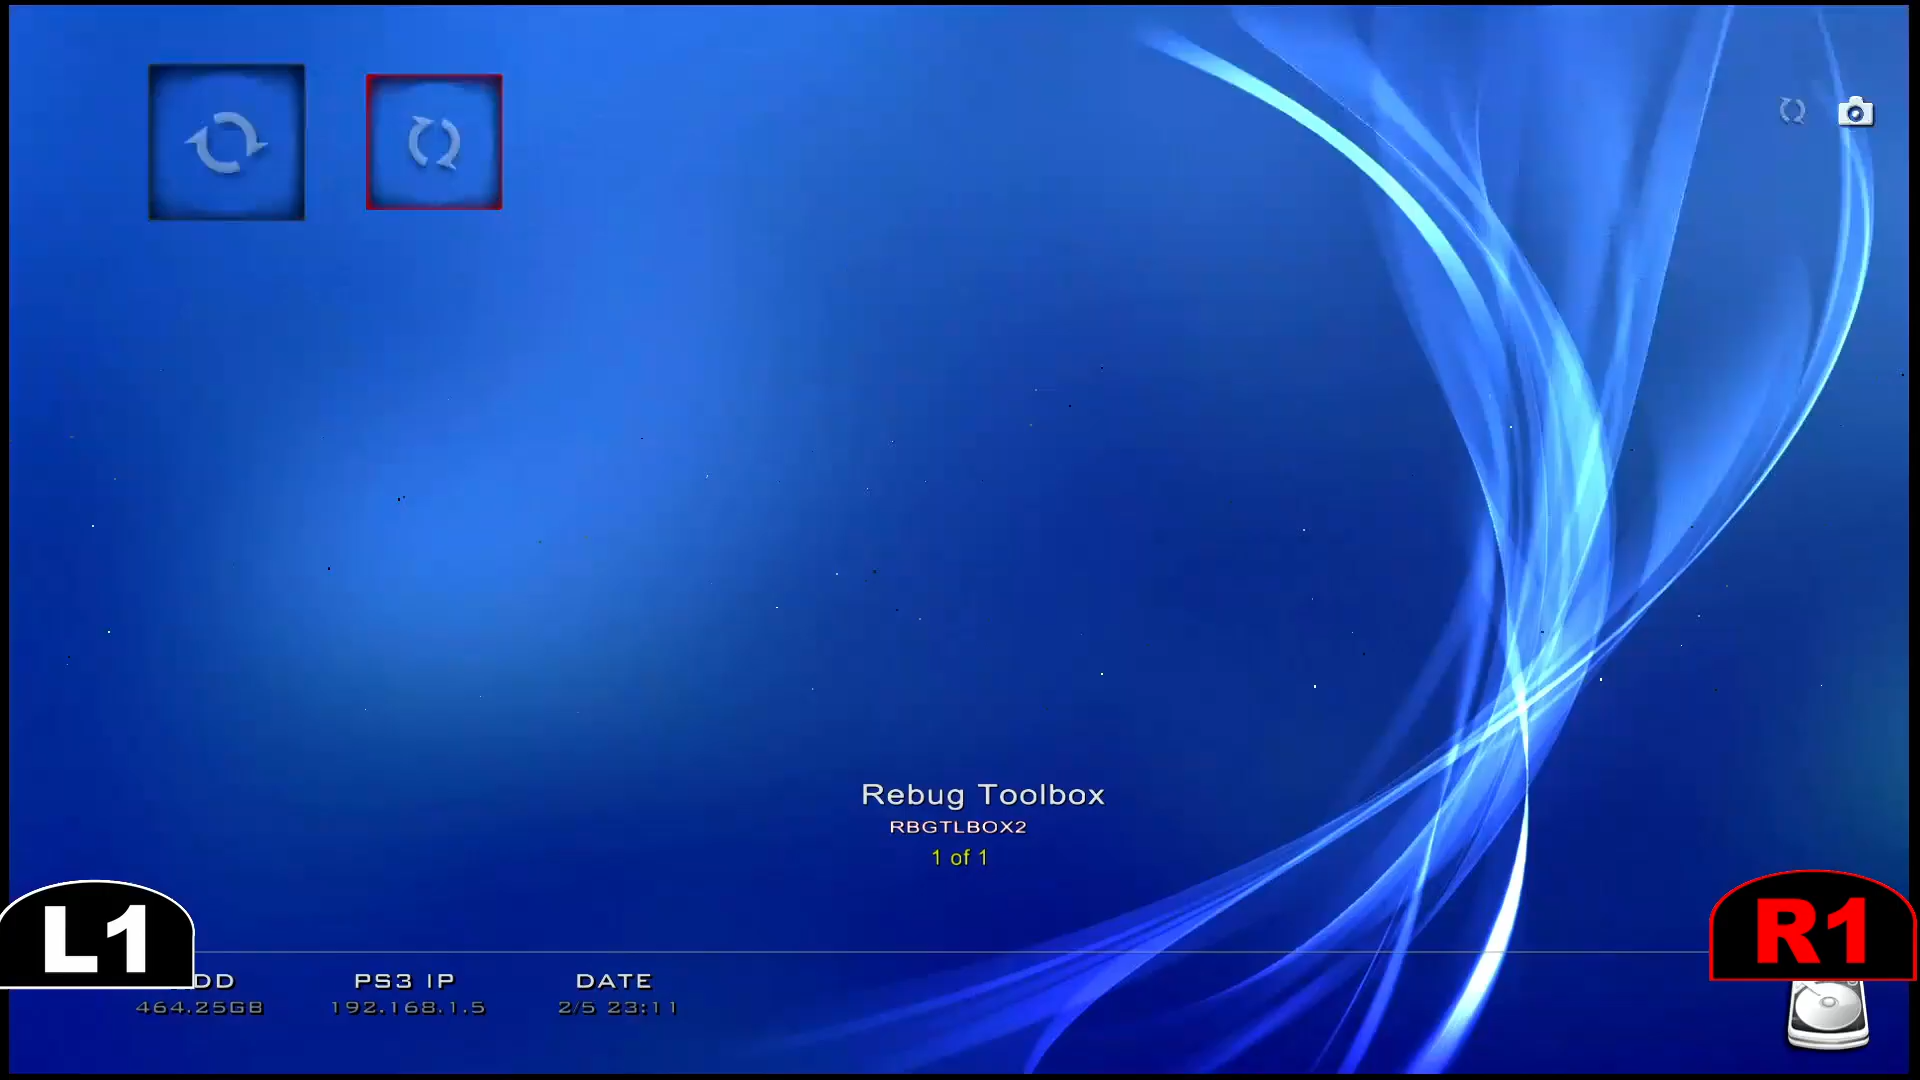 Rebug Toolbox
RBGTLBOX2
1 of 1
L1
R1
DD PS3 IP DATE
464.25GB 192.168.1.5 2/5 23:11